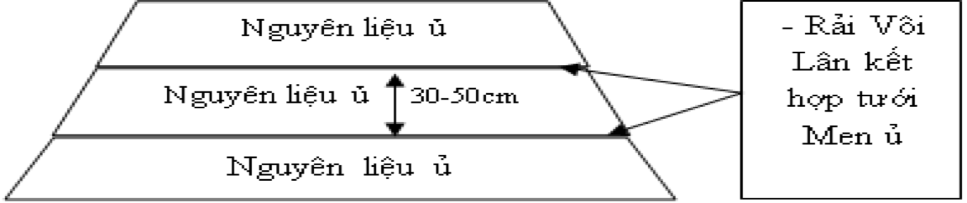 Nguyên liệu ủ
Nguyên liệu ủ
30-50cm
Nguyên liệu ủ
- Rải Vôi
Lân kết
hợp tưới
Men ủ